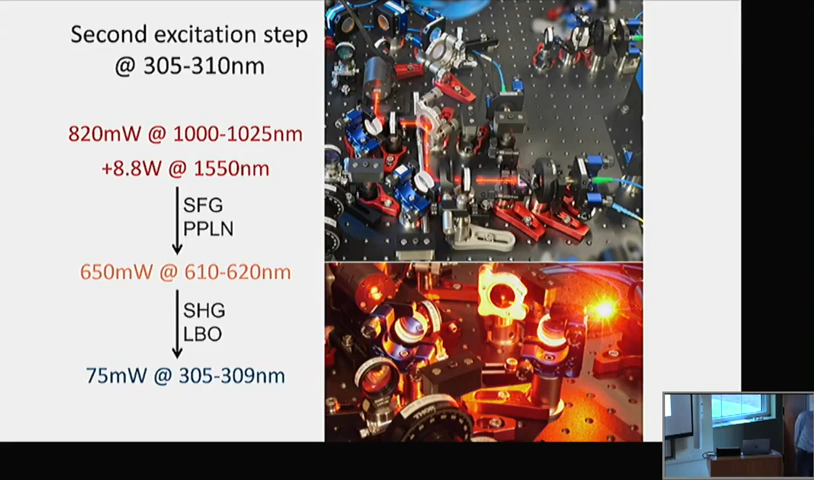 Second excitation step
@ 305-310nm
820mW @ 1000-1025nm
+8.8W @ 1550nm
SFG
PPLN
650mW @ 610-620nm
SHG
LBO
75mW @ 305-309nm